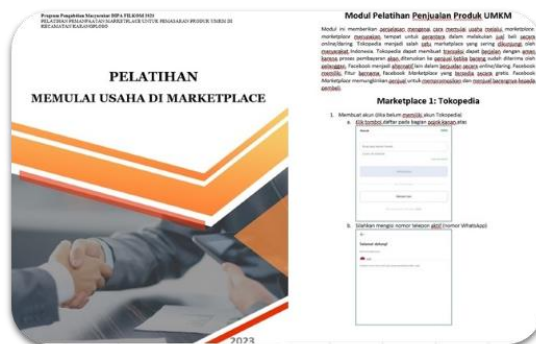 Program Pengabdian Masyarakat DIPA FILKOM 2023
PELATIHAN PEMANFAATAN MARKETPLACE UNTUK PEMASARAN PRODUK UMKM DI
KECAMATAN KARANGPLOSO
PELATIHAN
MEMULAI USAHA DI MARKETPLACE
2023
Modul Pelatihan Penjualan Produk UMKM
Modul ini memberikan penjelasan mengenai cara memulai usaha melalui marketplace.
marketplace merupakan tempat untuk perantara dalam melakukan jual beli secara
online/daring. Tokopedia menjadi salah satu marketplace yang sering dikunjungi oleh
masyarakat Indonesia. Tokopedia dapat membuat transaksi dapat berjalan dengan aman
karena proses pembayaran akan diteruskan ke penjual ketika barang sudah diterima oleh
pelanggan. Facebook menjadi alternatif lain dalam berjualan secara online/daring. Facebook
memiliki fitur bernama Facebook Marketplace yang tersedia secara gratis. Facebook
Marketplace memungkinkan penjual untuk mempromosikan dan menjual barangnya kepada
pembeli.
Marketplace 1: Tokopedia
1. Membuat akun (jika belum memiliki akun Tokopedia)
a. Klik tombol daftar pada bagian pojok kanan atas
b. Silahkan mengisi nomor telepon aktif (nomor WhatsApp)